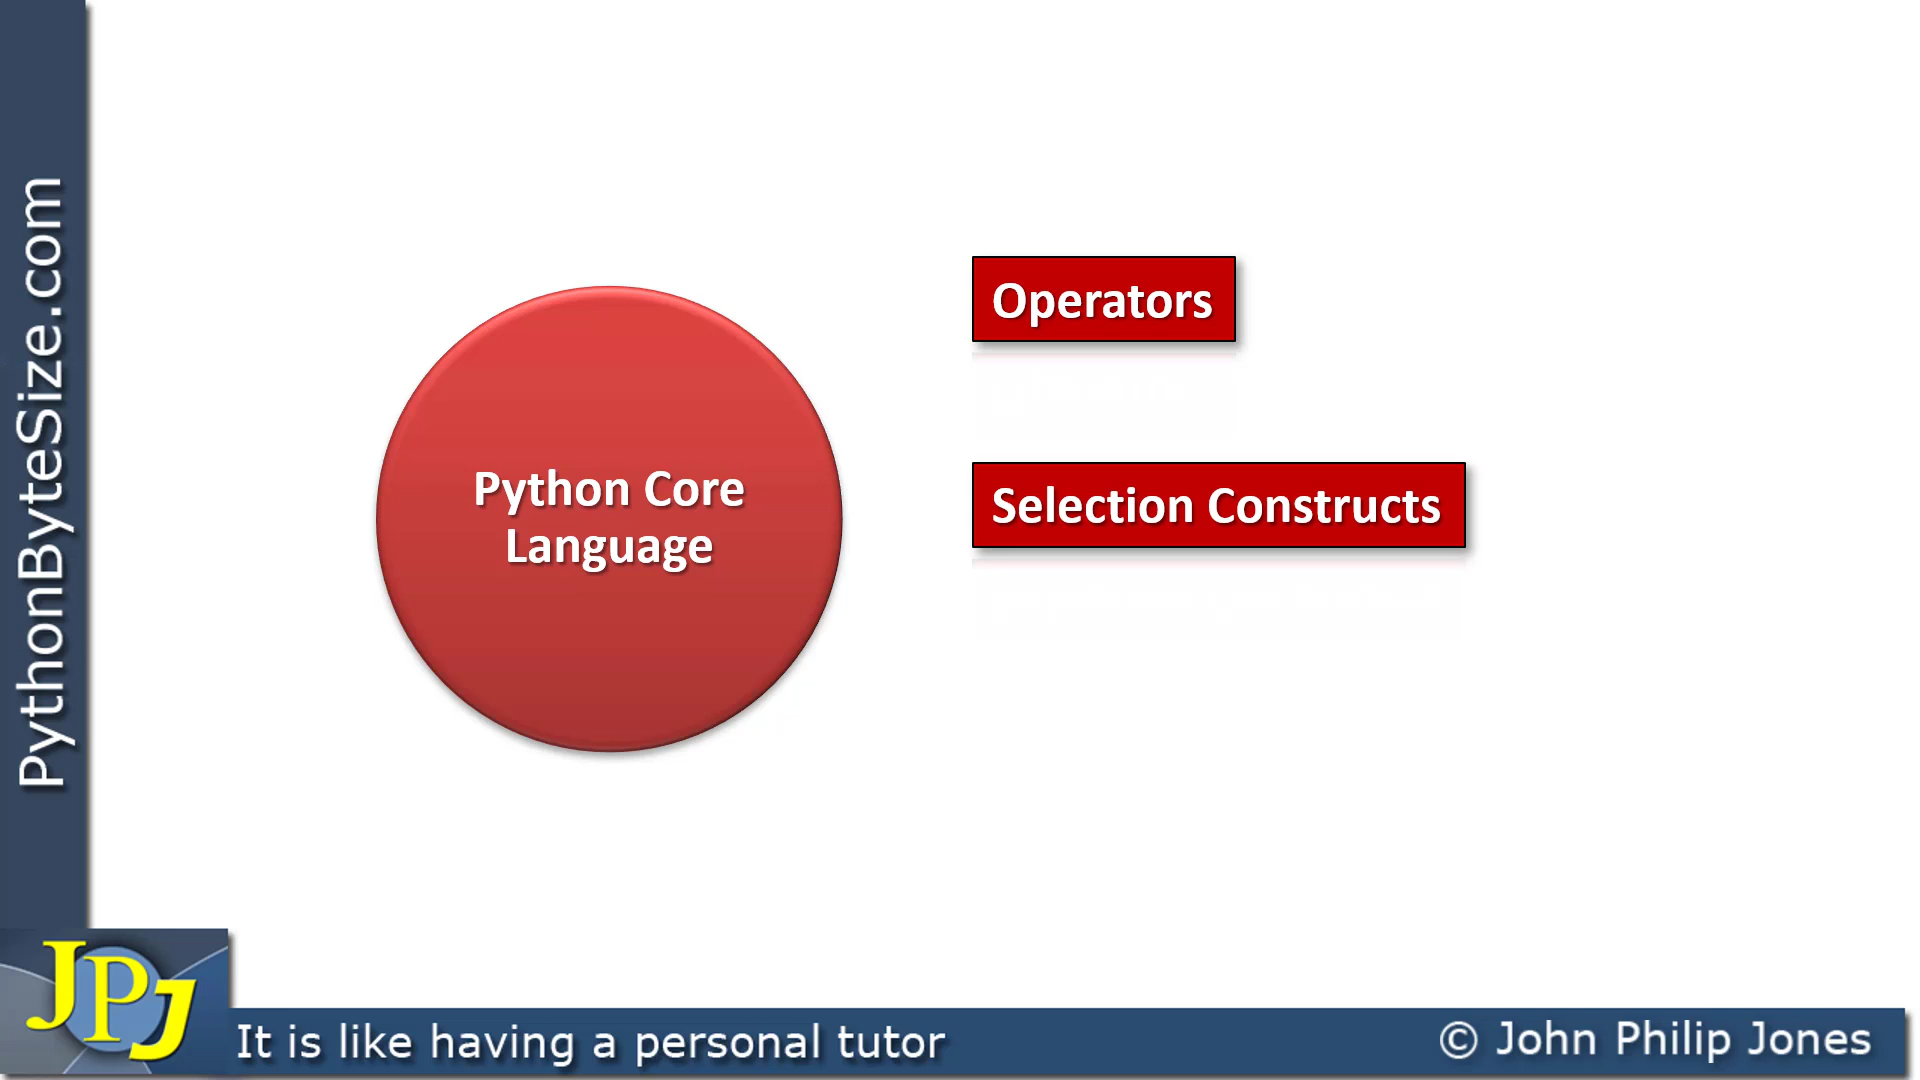 PythonByteSize.com
Operators
Python Core
Language
Selection Constructs
JPJ
It is like having a personal tutor
© John Philip Jones